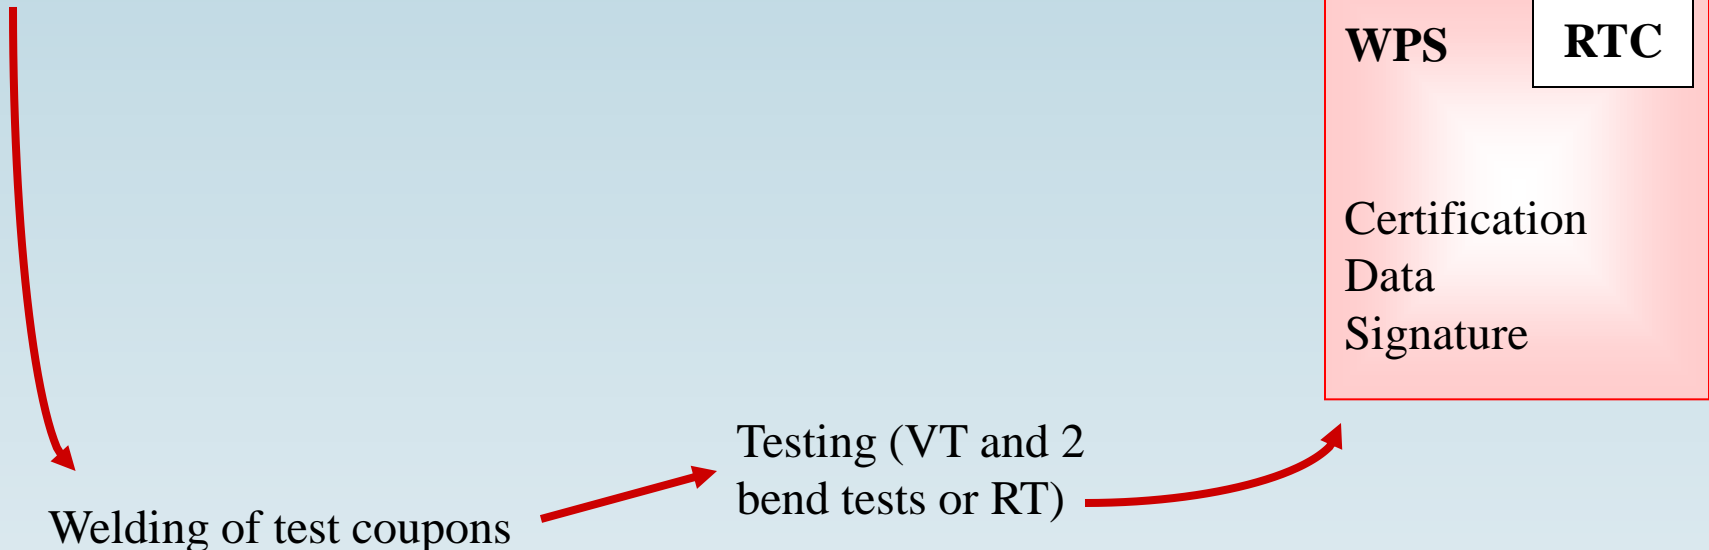 WPS
RTC
Certification
Data
Signature
Testing (VT and 2
bend tests or RT)
Welding of test coupons